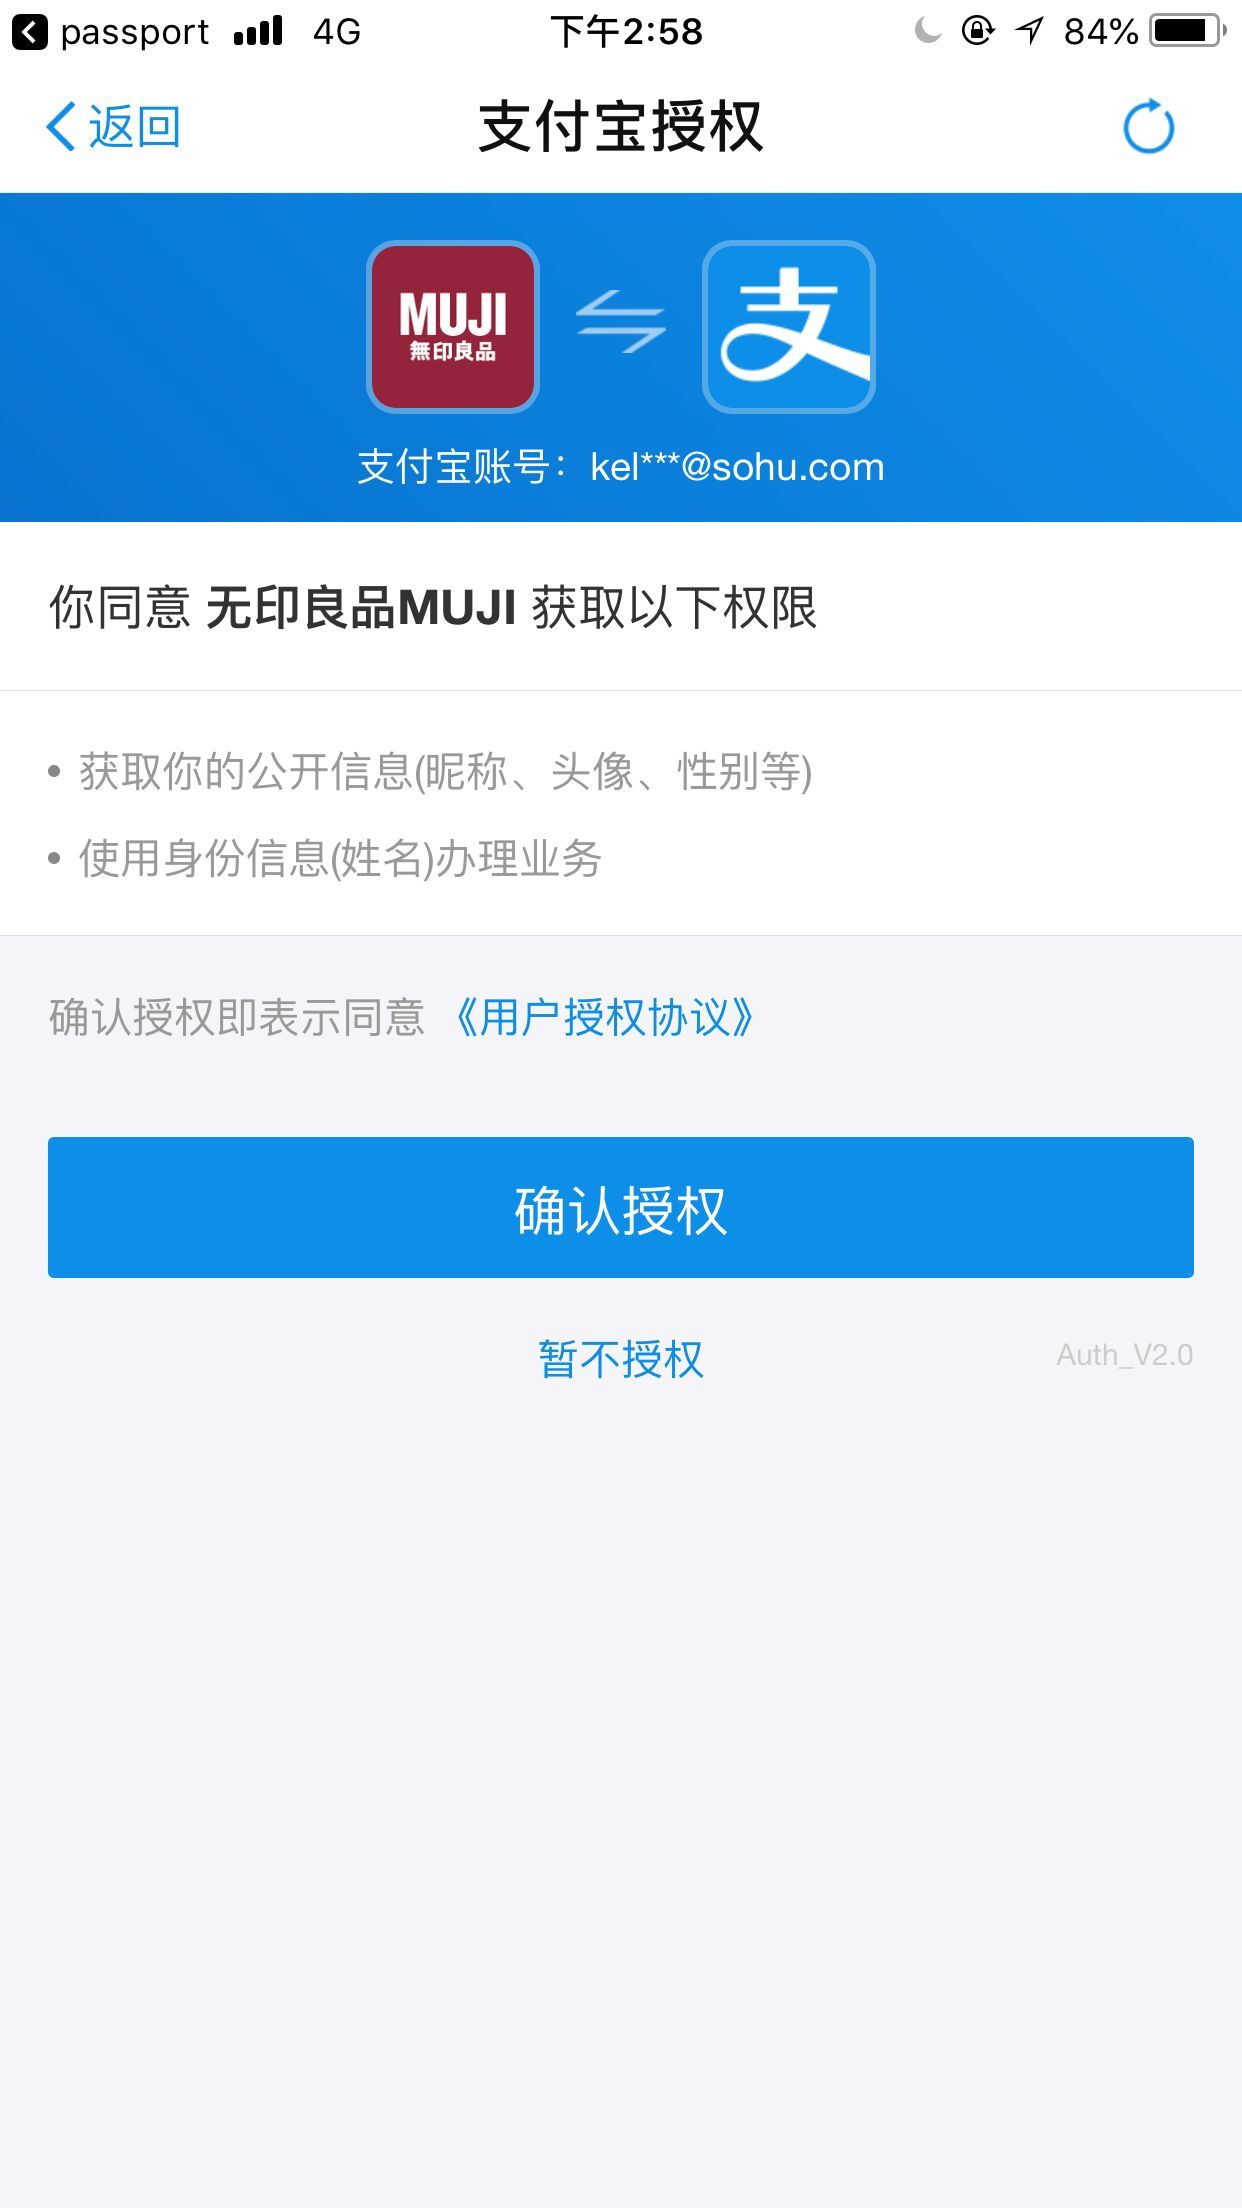 passport 4G 下午2:58 84%
返回 支付宝授权
MUJI
無印良品
支
支付宝账号：kel***@sohu.com
你同意 无印良品MUJI 获取以下权限
• 获取你的公开信息(昵称、头像、性别等)
• 使用身份信息(姓名)办理业务
确认授权即表示同意 《用户授权协议》
确认授权
暂不授权 Auth_V2.0